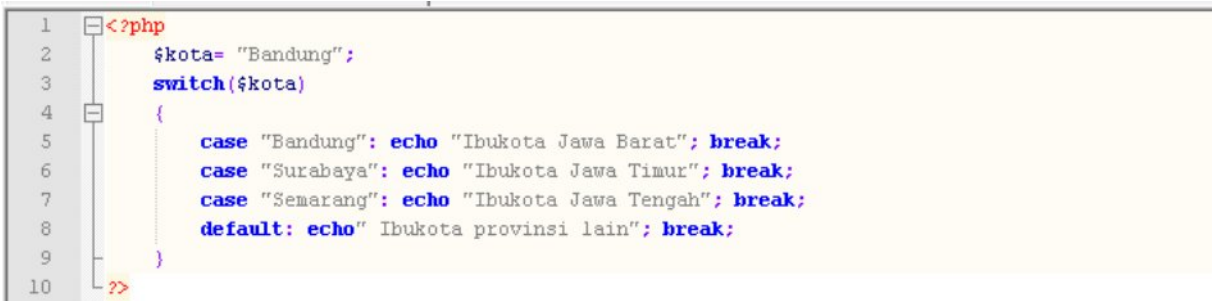 1 <?php
2 $kota= "Bandung";
3 switch($kota)
4 {
5 case "Bandung": echo "Ibukota Jawa Barat"; break;
6 case "Surabaya": echo "Ibukota Jawa Timur"; break;
7 case "Semarang": echo "Ibukota Jawa Tengah"; break;
8 default: echo" Ibukota provinsi lain"; break;
9 }
10 ?>